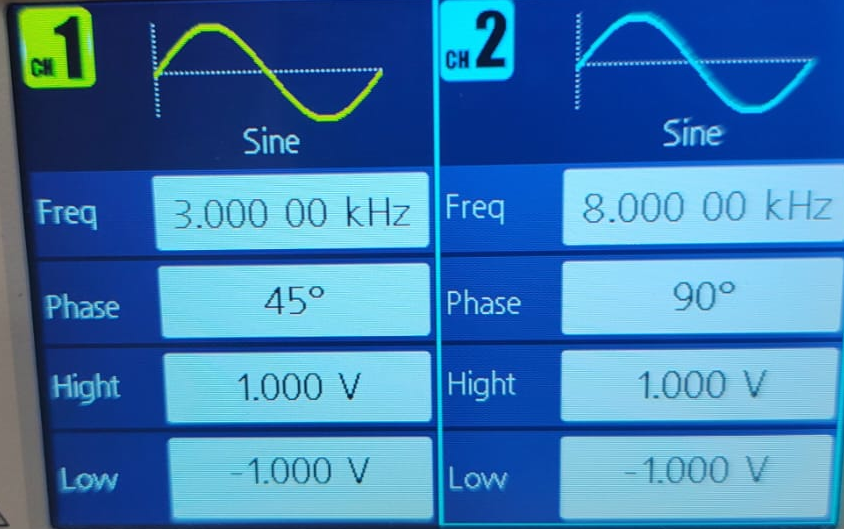 CH 1
Sine
Freq 3.000 00 kHz
Phase 45°
Hight 1.000 V
Low -1.000 V
CH 2
Sine
Freq 8.000 00 kHz
Phase 90°
Hight 1.000 V
Low -1.000 V